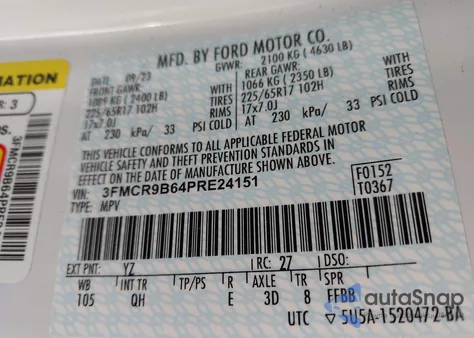 MFD. BY FORD MOTOR CO.
DATE: 09/23 GVWR: 2100 KG ( 4630 LB)
FRONT GAWR: REAR GAWR:
1089 KG ( 2400 LB) 1066 KG ( 2350 LB)
225/65R17 102H TIRES 225/65R17 102H
17x7.0J RIMS 17x7.0J
AT 230 kPa/ 33 PSI COLD AT 230 kPa/ 33 PSI COLD
THIS VEHICLE CONFORMS TO ALL APPLICABLE FEDERAL MOTOR
VEHICLE SAFETY AND THEFT PREVENTION STANDARDS IN
EFFECT ON THE DATE OF MANUFACTURE SHOWN ABOVE.
VIN: 3FMCR9B64PRE24151
TYPE: MPV
F0152
T0367
EXT PNT: YZ RC: 27 DSO:
WB INT TR TP/PS R AXLE TR SPR
105 QH E 3D 8 FFBB
UTC ▽ 5U5A-1520472-BA
MATION
R: 3
3FMCR9B64PRE
autoSnap